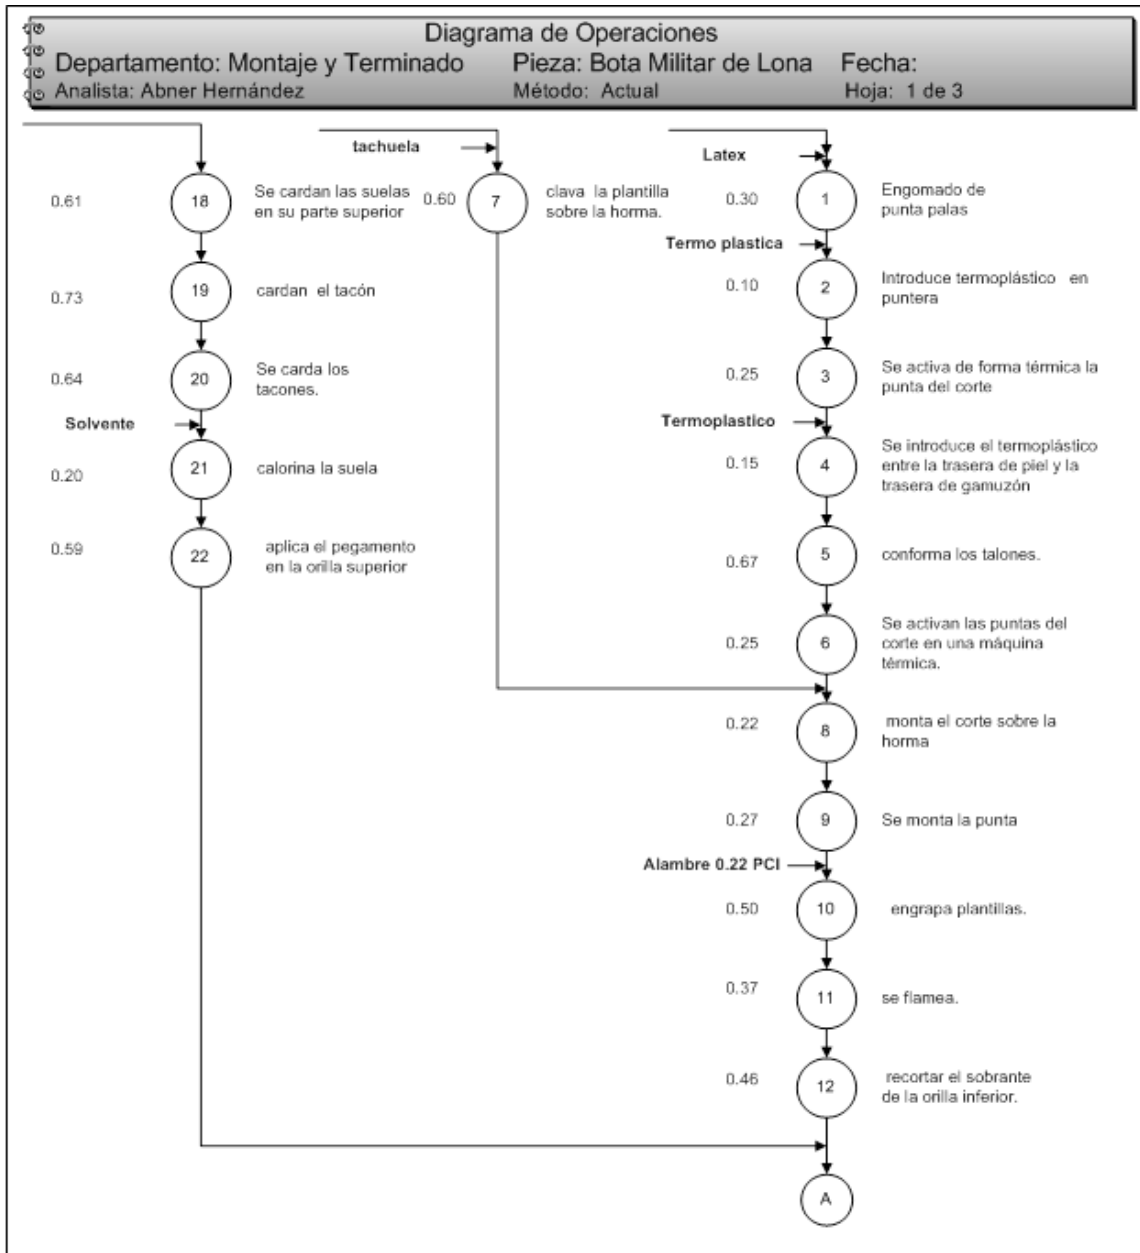 Diagrama de Operaciones
Departamento: Montaje y Terminado Pieza: Bota Militar de Lona Fecha:
Analista: Abner Hernández Método: Actual Hoja: 1 de 3
0.61
18
Se cardan las suelas
en su parte superior
0.73
19
cardan el tacón
0.64
20
Se carda los
tacones.
Solvente
0.20
21
calorina la suela
0.59
22
aplica el pegamento
en la orilla superior
tachuela
0.60
7
clava la plantilla
sobre la horma.
Latex
0.30
1
Engomado de
punta palas
Termo plastica
0.10
2
Introduce termoplástico en
puntera
0.25
3
Se activa de forma térmica la
punta del corte
Termoplastico
0.15
4
Se introduce el termoplástico
entre la trasera de piel y la
trasera de gamuzón
0.67
5
conforma los talones.
0.25
6
Se activan las puntas del
corte en una máquina
térmica.
0.22
8
monta el corte sobre la
horma
0.27
9
Se monta la punta
Alambre 0.22 PCI
0.50
10
engrapa plantillas.
0.37
11
se flamea.
0.46
12
recortar el sobrante
de la orilla inferior.
A